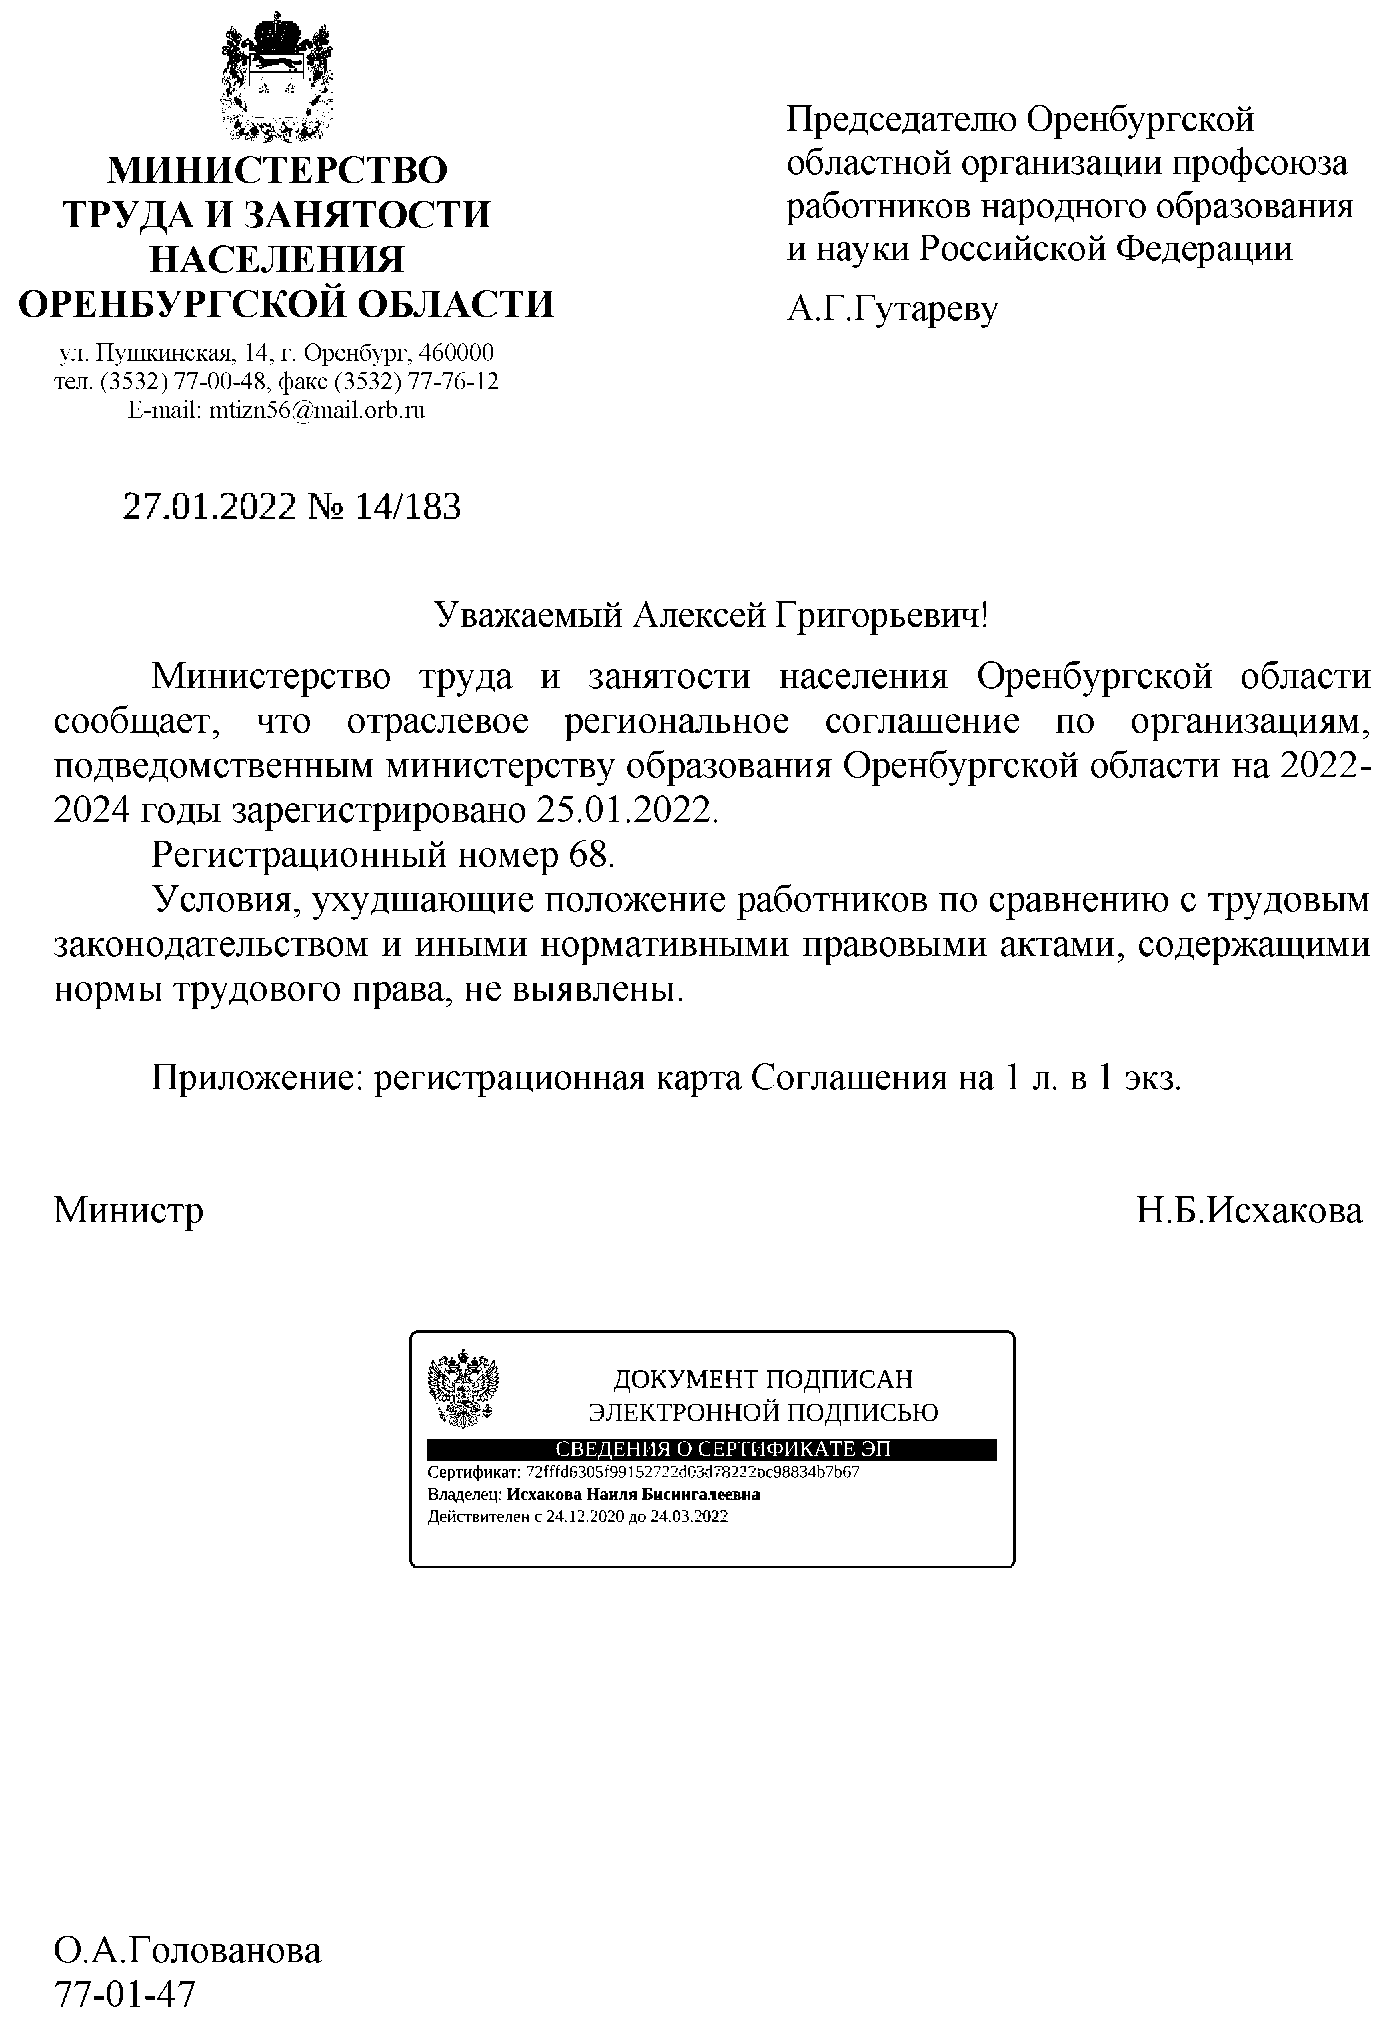 МИНИСТЕРСТВО
ТРУДА И ЗАНЯТОСТИ
НАСЕЛЕНИЯ
ОРЕНБУРГСКОЙ ОБЛАСТИ
ул. Пушкинская, 14, г. Оренбург, 460000
тел. (3532) 77-00-48, факс (3532) 77-76-12
E-mail: mtizn56@mail.orb.ru
27.01.2022 № 14/183
Председателю Оренбургской
областной организации профсоюза
работников народного образования
и науки Российской Федерации
А.Г.Гутареву
Уважаемый Алексей Григорьевич!
Министерство труда и занятости населения Оренбургской области
сообщает, что отраслевое региональное соглашение по организациям,
подведомственным министерству образования Оренбургской области на 2022-
2024 годы зарегистрировано 25.01.2022.
Регистрационный номер 68.
Условия, ухудшающие положение работников по сравнению с трудовым
законодательством и иными нормативными правовыми актами, содержащими
нормы трудового права, не выявлены.
Приложение: регистрационная карта Соглашения на 1 л. в 1 экз.
Министр Н.Б.Исхакова
ДОКУМЕНТ ПОДПИСАН
ЭЛЕКТРОННОЙ ПОДПИСЬЮ
СВЕДЕНИЯ О СЕРТИФИКАТЕ ЭП
Сертификат: 72fffd6305f99152722d03d78222bc98834b7b67
Владелец: Исхакова Наиля Бисингалеевна
Действителен с 24.12.2020 до 24.03.2022
О.А.Голованова
77-01-47